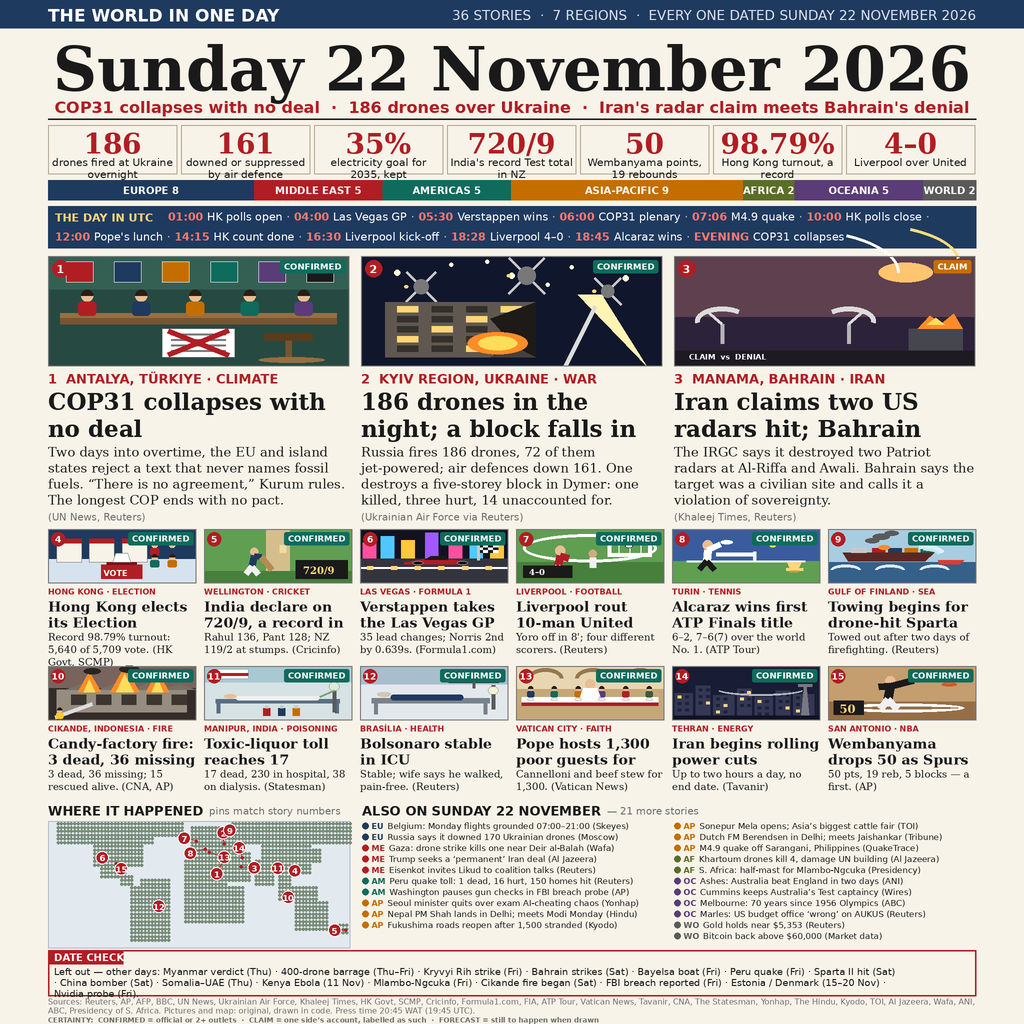 THE WORLD IN ONE DAY
36 STORIES · 7 REGIONS · EVERY ONE DATED SUNDAY 22 NOVEMBER 2026
Sunday 22 November 2026
COP31 collapses with no deal · 186 drones over Ukraine · Iran's radar claim meets Bahrain's denial
186
drones fired at Ukraine
overnight
161
downed or suppressed
by air defence
35%
electricity goal for
2035, kept
720/9
India's record Test total
in NZ
50
Wembanyama points,
19 rebounds
98.79%
Hong Kong turnout, a
record
4–0
Liverpool over United
EUROPE 8
MIDDLE EAST 5
AMERICAS 5
ASIA-PACIFIC 9
AFRICA 2
OCEANIA 5
WORLD 2
THE DAY IN UTC 01:00 HK polls open · 04:00 Las Vegas GP · 05:30 Verstappen wins · 06:00 COP31 plenary · 07:06 M4.9 quake · 10:00 HK polls close ·
12:00 Pope's lunch · 14:15 HK count done · 16:30 Liverpool kick-off · 18:28 Liverpool 4–0 · 18:45 Alcaraz wins · EVENING COP31 collapses
1
CONFIRMED
1 ANTALYA, TÜRKIYE · CLIMATE
COP31 collapses with
no deal
Two days into overtime, the EU and island
states reject a text that never names fossil
fuels. “There is no agreement,” Kurum rules.
The longest COP ends with no pact.
(UN News, Reuters)
2
CONFIRMED
2 KYIV REGION, UKRAINE · WAR
186 drones in the
night; a block falls in
Russia fires 186 drones, 72 of them
jet-powered; air defences down 161. One
destroys a five-storey block in Dymer: one
killed, three hurt, 14 unaccounted for.
(Ukrainian Air Force via Reuters)
3
CLAIM
CLAIM vs DENIAL
3 MANAMA, BAHRAIN · IRAN
Iran claims two US
radars hit; Bahrain
The IRGC says it destroyed two Patriot
radars at Al-Riffa and Awali. Bahrain says the
target was a civilian site and calls it a
violation of sovereignty.
(Khaleej Times, Reuters)
4
CONFIRMED
VOTE
HONG KONG · ELECTION
Hong Kong elects
its Election
Record 98.79% turnout:
5,640 of 5,709 vote. (HK
Govt, SCMP)
5
CONFIRMED
720/9
WELLINGTON · CRICKET
India declare on
720/9, a record in
Rahul 136, Pant 128; NZ
119/2 at stumps. (Cricinfo)
6
CONFIRMED
LAS VEGAS · FORMULA 1
Verstappen takes
the Las Vegas GP
35 lead changes; Norris 2nd
by 0.639s. (Formula1.com)
7
CONFIRMED
4–0
LIVERPOOL · FOOTBALL
Liverpool rout
10-man United
Yoro off in 8'; four different
scorers. (Reuters)
8
CONFIRMED
TURIN · TENNIS
Alcaraz wins first
ATP Finals title
6–2, 7–6(7) over the world
No. 1. (ATP Tour)
9
CONFIRMED
GULF OF FINLAND · SEA
Towing begins for
drone-hit Sparta
Towed out after two days of
firefighting. (Reuters)
10
CONFIRMED
CIKANDE, INDONESIA · FIRE
Candy-factory fire:
3 dead, 36 missing
3 dead, 36 missing; 15
rescued alive. (CNA, AP)
11
CONFIRMED
MANIPUR, INDIA · POISONING
Toxic-liquor toll
reaches 17
17 dead, 230 in hospital, 38
on dialysis. (Statesman)
12
CONFIRMED
BRASÍLIA · HEALTH
Bolsonaro stable
in ICU
Stable; wife says he walked,
pain-free. (Reuters)
13
CONFIRMED
VATICAN CITY · FAITH
Pope hosts 1,300
poor guests for
Cannelloni and beef stew for
1,300. (Vatican News)
14
CONFIRMED
TEHRAN · ENERGY
Iran begins rolling
power cuts
Up to two hours a day, no
end date. (Tavanir)
15
CONFIRMED
50
SAN ANTONIO · NBA
Wembanyama
drops 50 as Spurs
50 pts, 19 reb, 5 blocks — a
first. (AP)
WHERE IT HAPPENED pins match story numbers
7
9
6
15
8
14
13
1
3
11
4
10
12
5
ALSO ON SUNDAY 22 NOVEMBER — 21 more stories
EU Belgium: Monday flights grounded 07:00–21:00 (Skeyes)
EU Russia says it downed 170 Ukrainian drones (Moscow)
ME Gaza: drone strike kills one near Deir al-Balah (Wafa)
ME Trump seeks a ‘permanent’ Iran deal (Al Jazeera)
ME Eisenkot invites Likud to coalition talks (Reuters)
AM Peru quake toll: 1 dead, 16 hurt, 150 homes hit (Reuters)
AM Washington pauses gun checks in FBI breach probe (AP)
AP Seoul minister quits over exam AI-cheating chaos (Yonhap)
AP Nepal PM Shah lands in Delhi; meets Modi Monday (Hindu)
AP Fukushima roads reopen after 1,500 stranded (Kyodo)
AP Sonepur Mela opens; Asia’s biggest cattle fair (TOI)
AP Dutch FM Berendsen in Delhi; meets Jaishankar (Tribune)
AP M4.9 quake off Sarangani, Philippines (QuakeTrace)
AF Khartoum drones kill 4, damage UN building (Al Jazeera)
AF S. Africa: half-mast for Mlambo-Ngcuka (Presidency)
OC Ashes: Australia beat England in two days (ANI)
OC Cummins keeps Australia’s Test captaincy (Wires)
OC Melbourne: 70 years since 1956 Olympics (ABC)
OC Marles: US budget office ‘wrong’ on AUKUS (Reuters)
WO Gold holds near $5,353 (Reuters)
WO Bitcoin back above $60,000 (Market data)
DATE CHECK
Left out — other days: Myanmar verdict (Thu) · 400-drone barrage (Thu–Fri) · Kryvyi Rih strike (Fri) · Bahrain strikes (Sat) · Bayelsa boat (Fri) · Peru quake (Fri) · Sparta II hit (Sat)
· China bomber (Sat) · Somalia–UAE (Thu) · Kenya Ebola (11 Nov) · Mlambo-Ngcuka (Fri) · Cikande fire began (Sat) · FBI breach reported (Fri) · Estonia / Denmark (15–20 Nov) ·
Nvidia probe (Fri).
Sources: Reuters, AP, AFP, BBC, UN News, Ukrainian Air Force, Khaleej Times, HK Govt, SCMP, Cricinfo, Formula1.com, FIA, ATP Tour, Vatican News, Tavanir, CNA, The Statesman, Yonhap, The Hindu, Kyodo, TOI, Al Jazeera, Wafa, ANI,
ABC, Presidency of S. Africa. Pictures and map: original, drawn in code. Press time 20:45 WAT (19:45 UTC).
CERTAINTY: CONFIRMED = official or 2+ outlets · CLAIM = one side’s account, labelled as such · FORECAST = still to happen when drawn